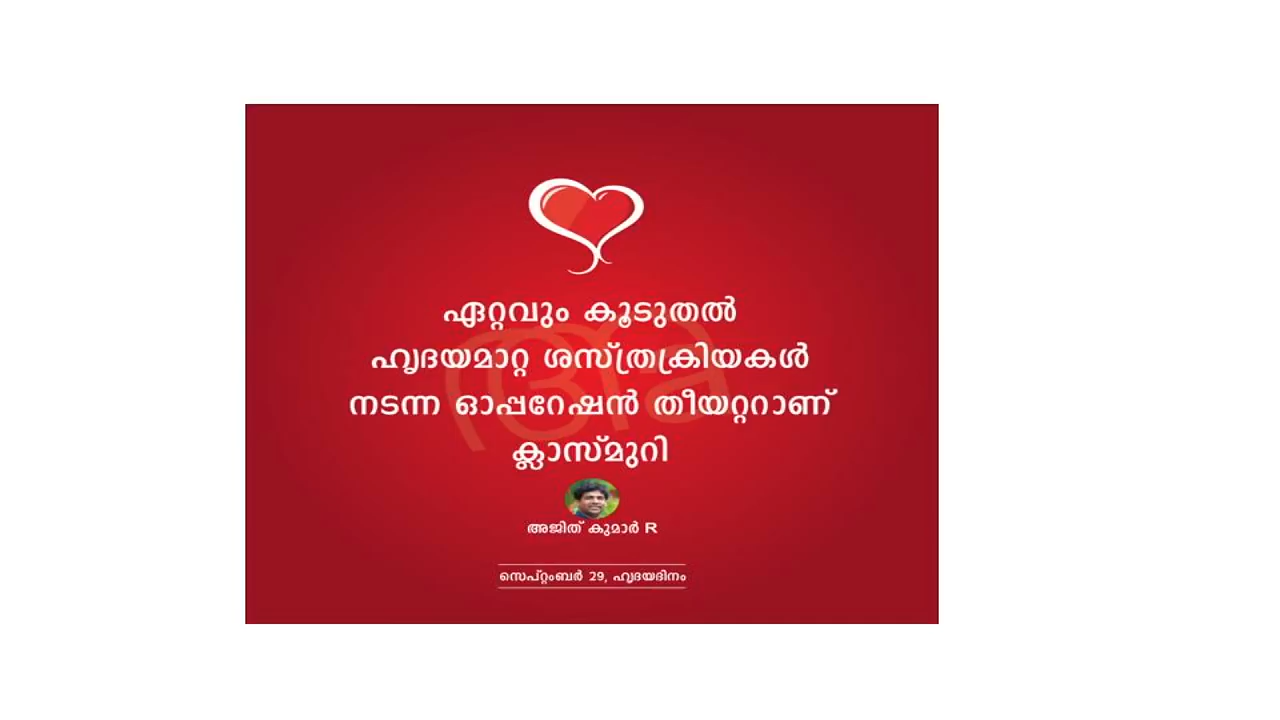 ഏറ്റവും കൂടുതൽ
ഹൃദയമാറ്റ ശസ്ത്രക്രിയകൾ
നടന്ന ഓപ്പറേഷൻ തീയറ്ററാണ്
ക്ലാസ്മുറി
അജിത് കുമാർ R
സെപ്റ്റംബർ 29, ഹൃദയദിനം